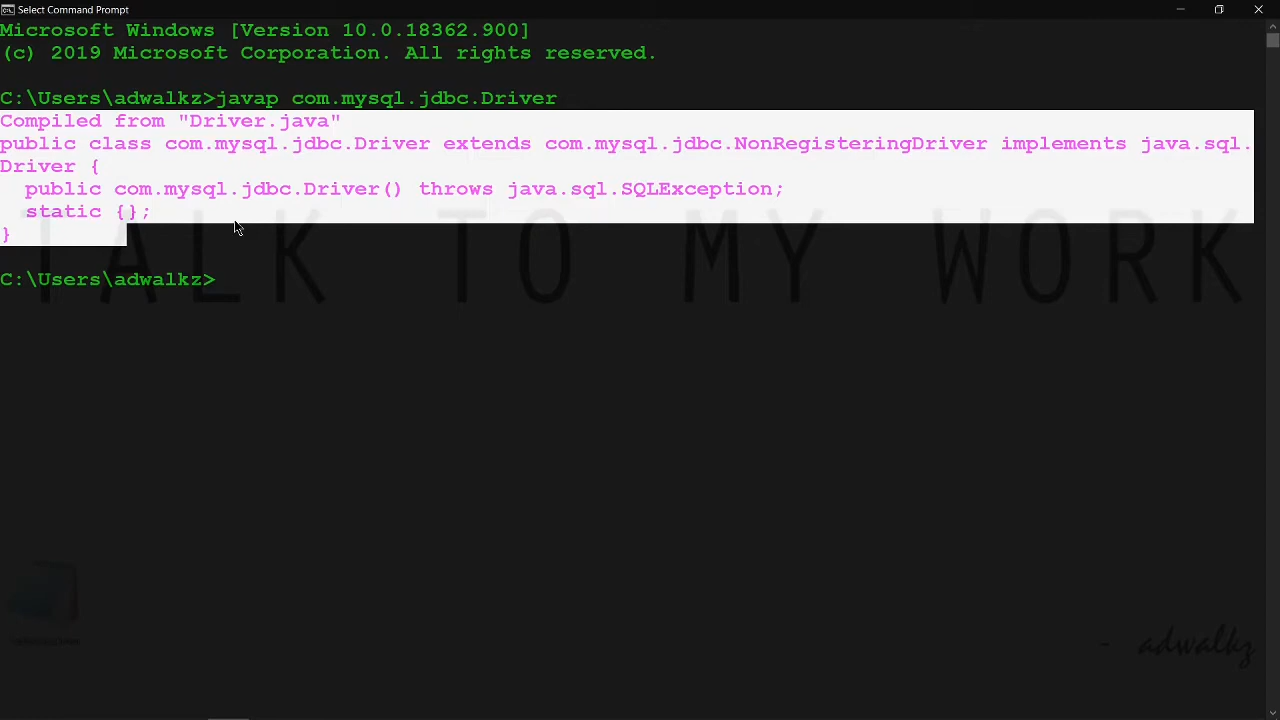 Select Command Prompt
Microsoft Windows [Version 10.0.18362.900]
(c) 2019 Microsoft Corporation. All rights reserved.
C:\Users\adwalkz>javap com.mysql.jdbc.Driver
Compiled from "Driver.java"
public class com.mysql.jdbc.Driver extends com.mysql.jdbc.NonRegisteringDriver implements java.sql.
Driver {
  public com.mysql.jdbc.Driver() throws java.sql.SQLException;
  static {};
}
C:\Users\adwalkz>
TALK TO MY WORK
- adwalkz